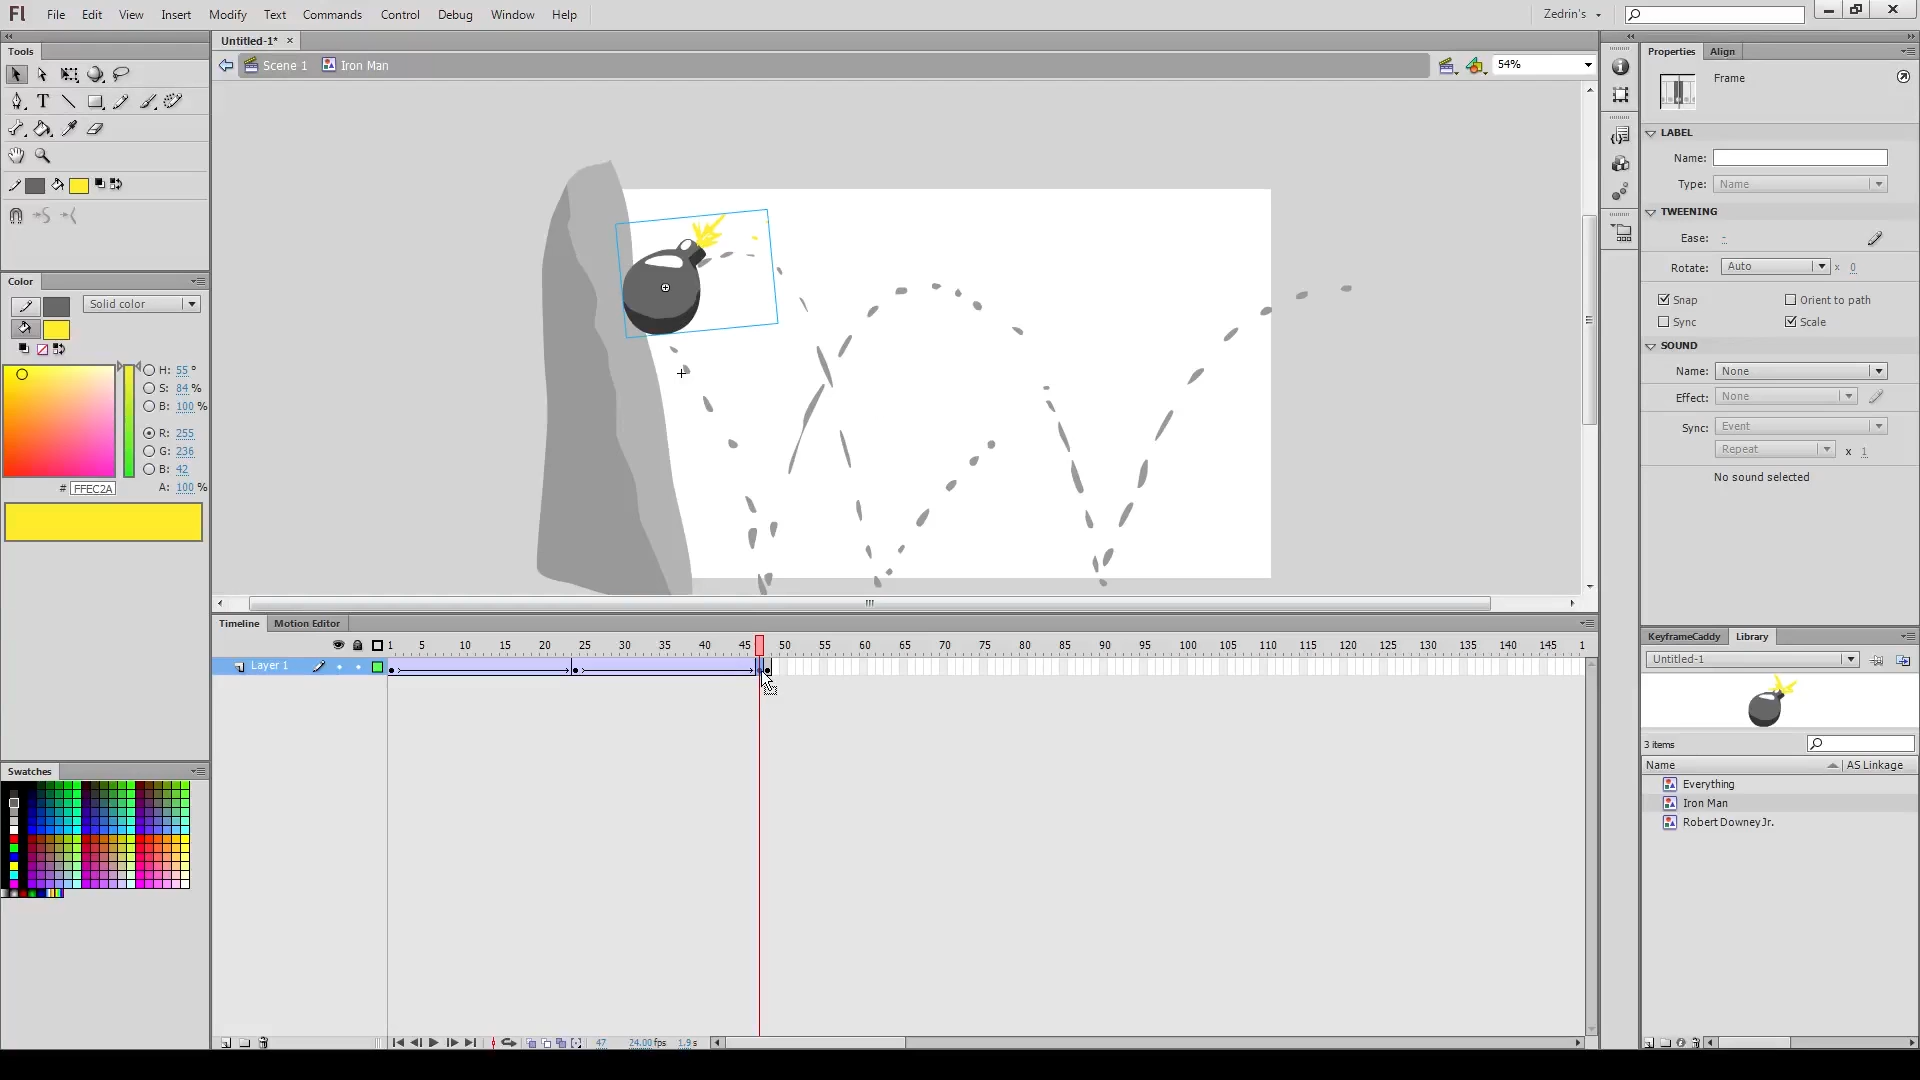 Fl File Edit View Insert Modify Text Commands Control Debug Window Help Zedrin's
Tools
Untitled-1*
Properties Align
Scene 1 Iron Man 54%
Frame
T
LABEL
Name:
Type: Name
TWEENING
Ease: -
Rotate: Auto x 0
Snap Orient to path
Sync Scale
SOUND
Name: None
Effect: None
Sync: Event
Repeat x 1
No sound selected
Color
Solid color
H: 55 °
S: 84 %
B: 100 %
R: 255
G: 236
B: 42
# FFEC2A A: 100 %
Swatches
Timeline Motion Editor
1 5 10 15 20 25 30 35 40 45 50 55 60 65 70 75 80 85 90 95 100 105 110 115 120 125 130 135 140 145 1
Layer 1
47 24.00 fps 1.9 s
KeyframeCaddy Library
Untitled-1
3 items
Name AS Linkage
Everything
Iron Man
Robert Downey Jr.